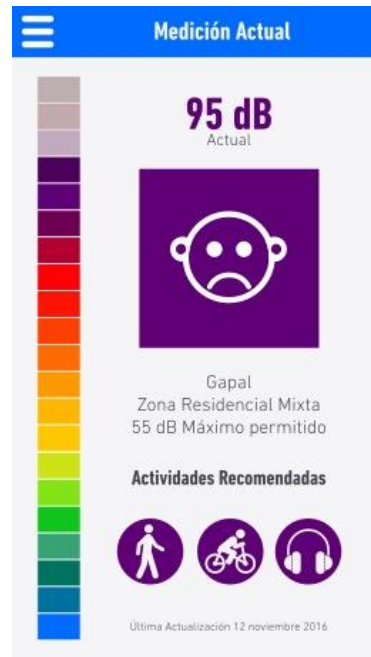 Medición Actual
95 dB
Actual
Gapal
Zona Residencial Mixta
55 dB Máximo permitido
Actividades Recomendadas
Última Actualización 12 noviembre 2016